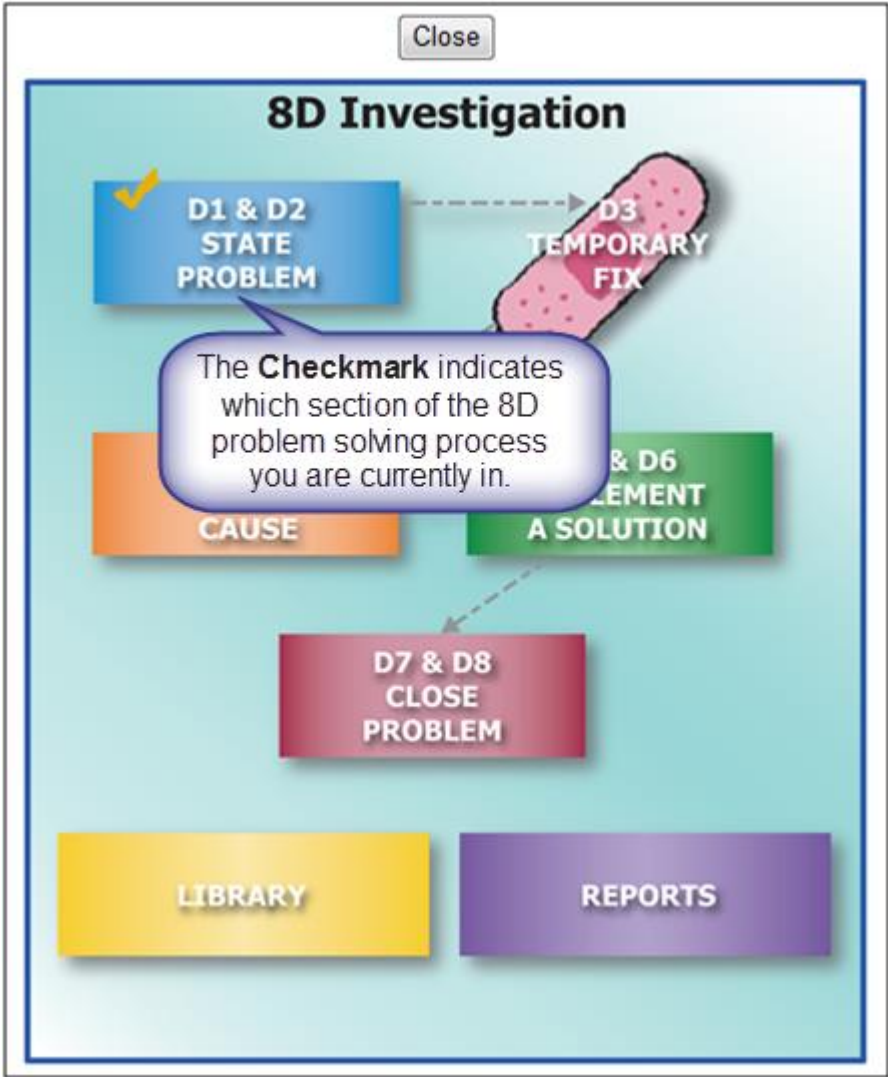 Close
8D Investigation
D1 & D2
STATE
PROBLEM
D3
TEMPORARY
FIX
The Checkmark indicates
which section of the 8D
problem solving process
you are currently in.
CAUSE
& D6
A SOLUTION
D7 & D8
CLOSE
PROBLEM
LIBRARY
REPORTS